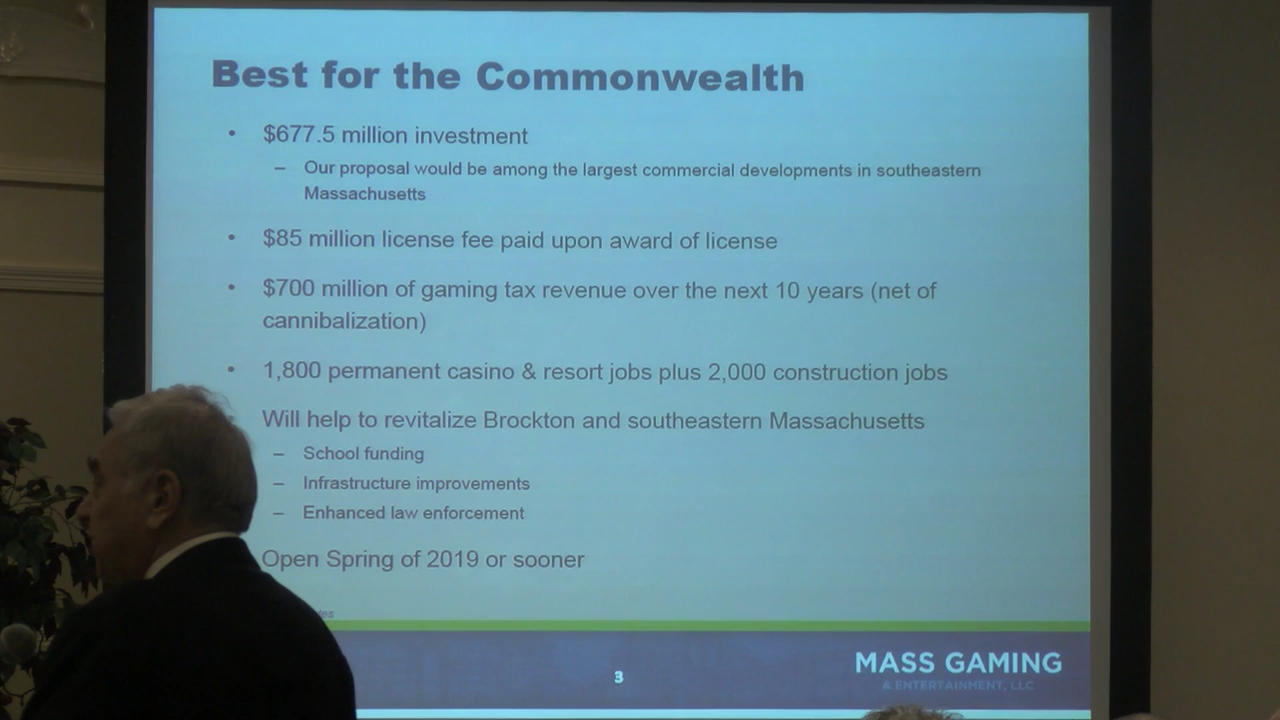 Best for the Commonwealth
• $677.5 million investment
– Our proposal would be among the largest commercial developments in southeastern
Massachusetts
• $85 million license fee paid upon award of license
• $700 million of gaming tax revenue over the next 10 years (net of
cannibalization)
• 1,800 permanent casino & resort jobs plus 2,000 construction jobs
Will help to revitalize Brockton and southeastern Massachusetts
– School funding
– Infrastructure improvements
– Enhanced law enforcement
Open Spring of 2019 or sooner
3
MASS GAMING
& ENTERTAINMENT, LLC